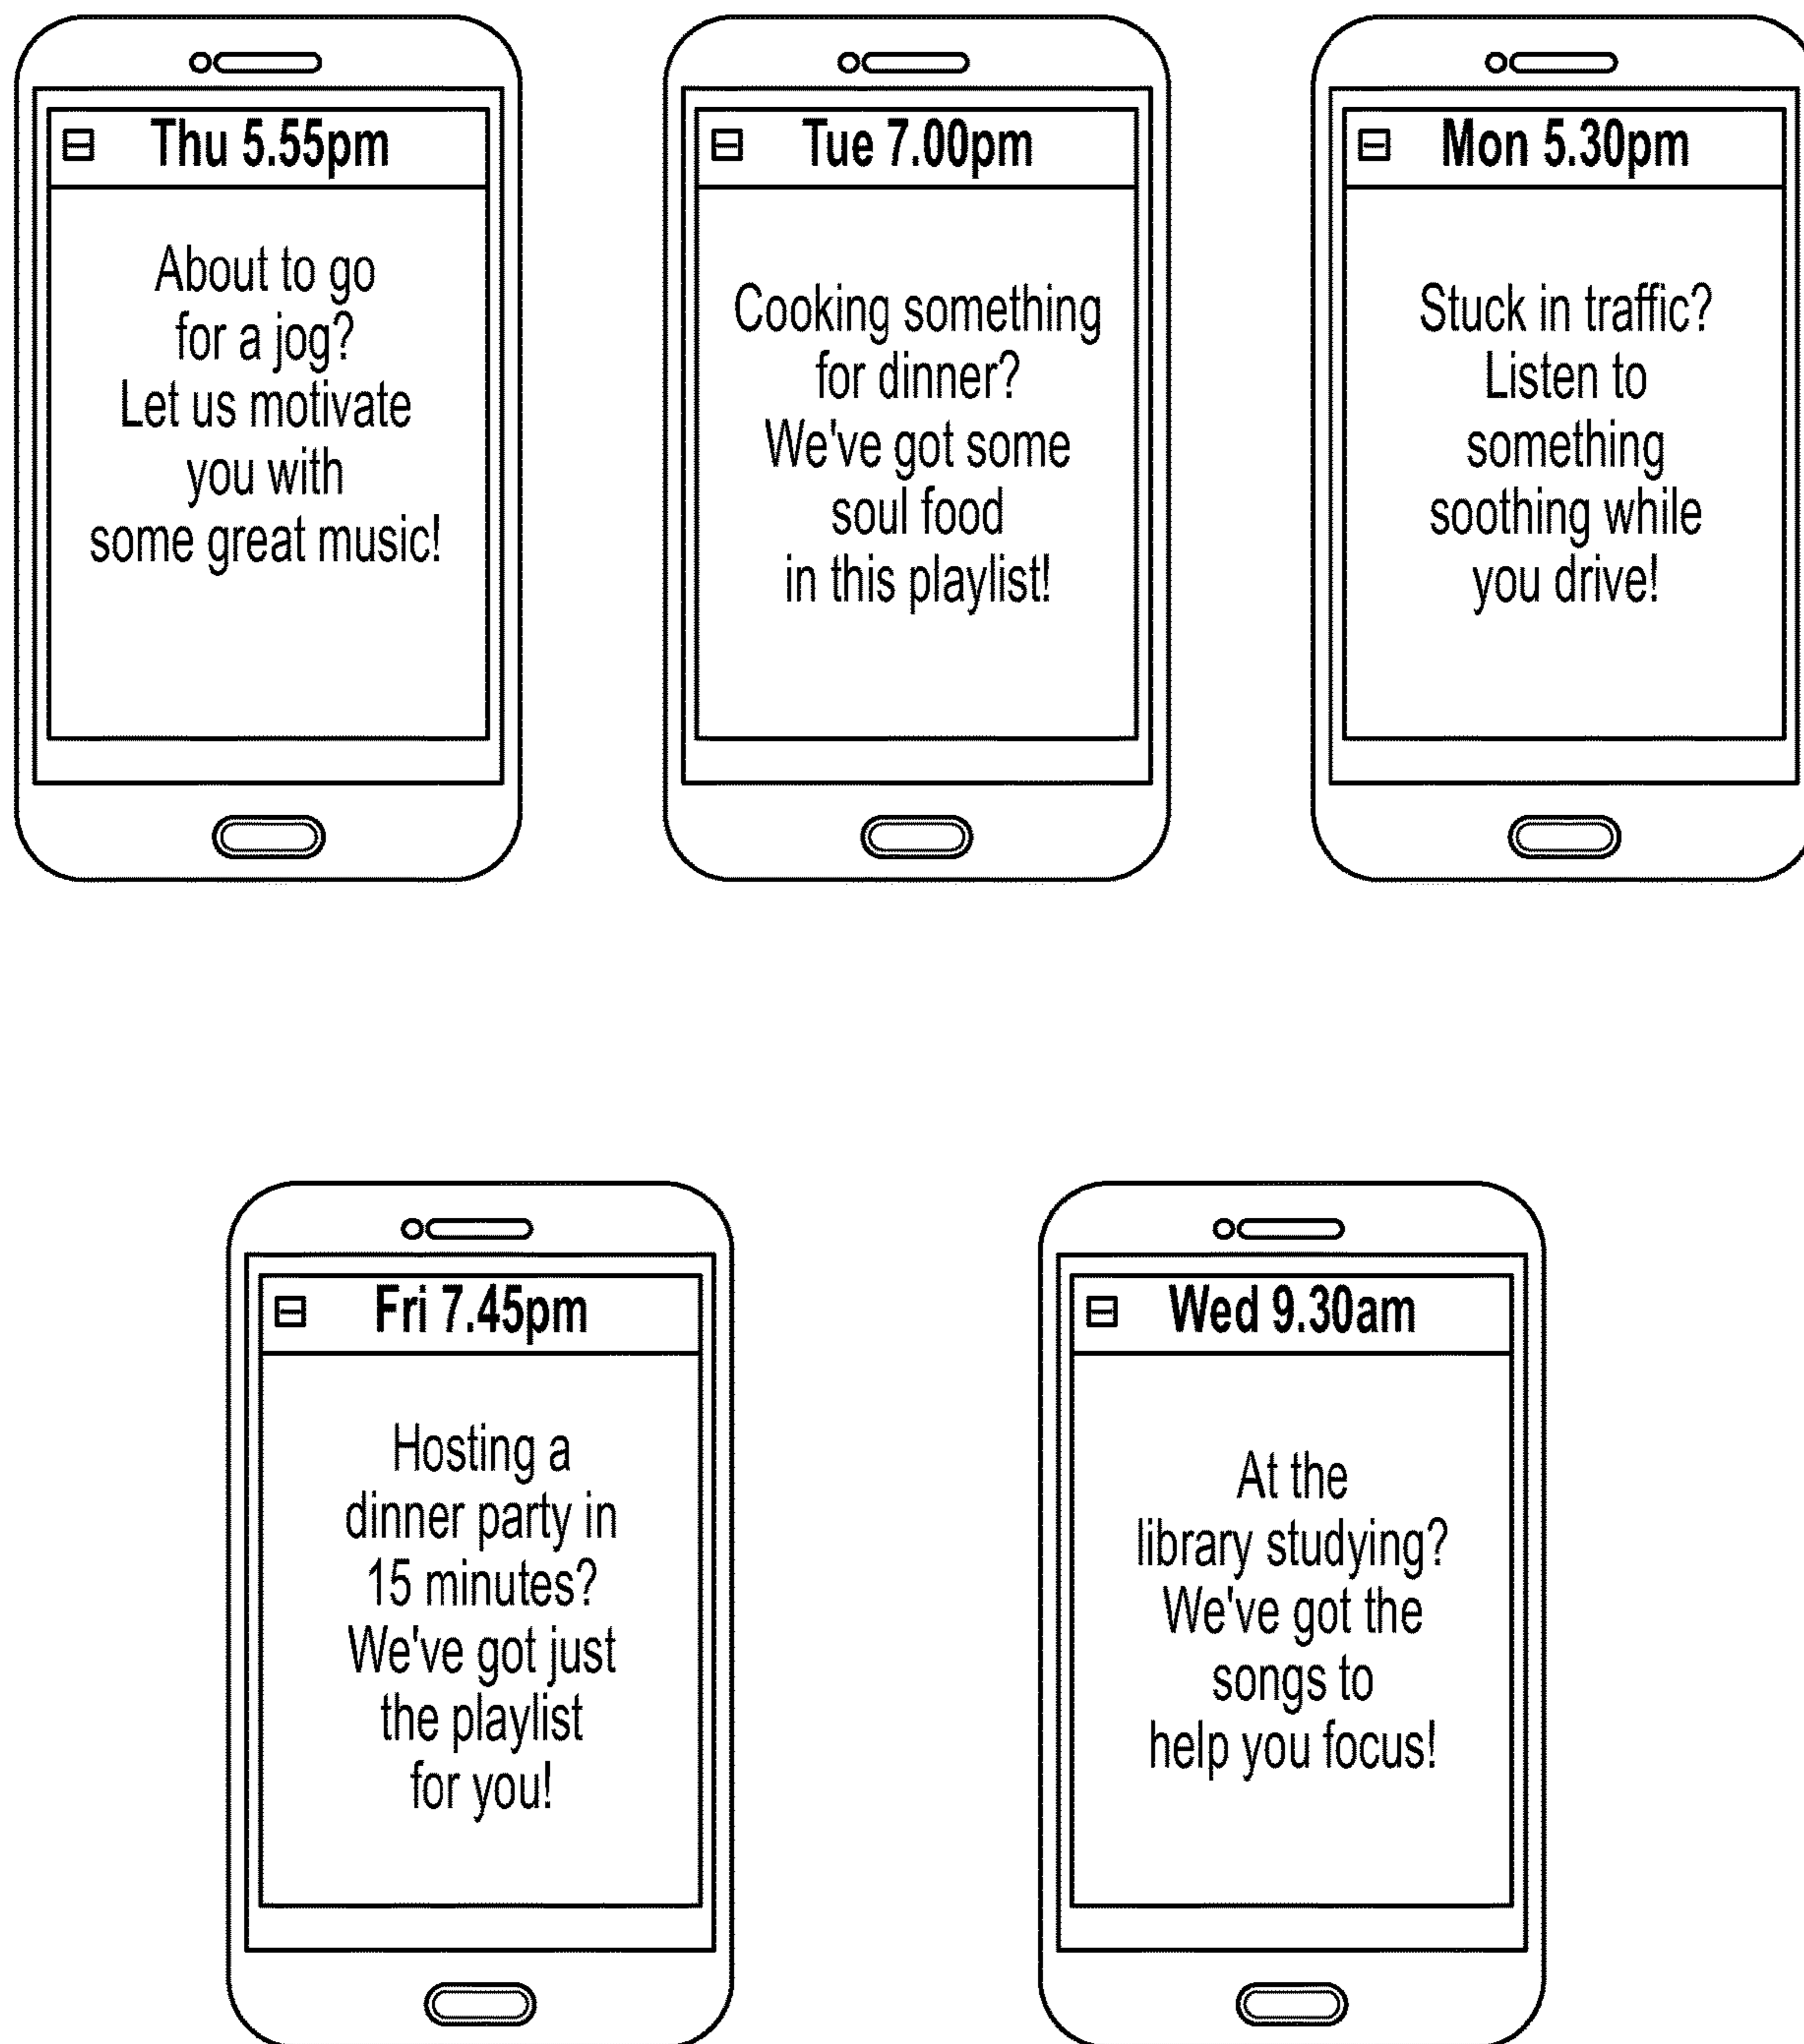 Thu 5.55pm
About to go
for a jog?
Let us motivate
you with
some great music!
Tue 7.00pm
Cooking something
for dinner?
We've got some
soul food
in this playlist!
Mon 5.30pm
Stuck in traffic?
Listen to
something
soothing while
you drive!
Fri 7.45pm
Hosting a
dinner party in
15 minutes?
We've got just
the playlist
for you!
Wed 9.30am
At the
library studying?
We've got the
songs to
help you focus!